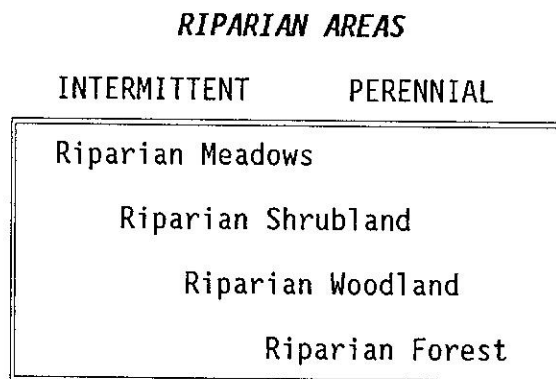 RIPARIAN AREAS
INTERMITTENT PERENNIAL
Riparian Meadows
Riparian Shrubland
Riparian Woodland
Riparian Forest